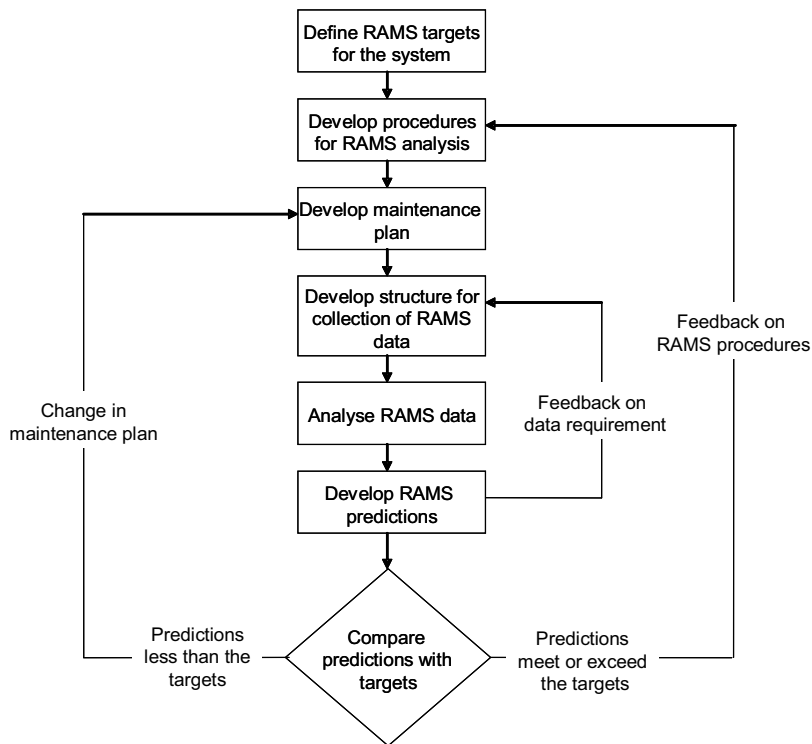 Define RAMS targets
for the system
Develop procedures
for RAMS analysis
Develop maintenance
plan
Develop structure for
collection of RAMS
data
Feedback on
RAMS procedures
Change in
maintenance plan
Analyse RAMS data
Feedback on
data requirement
Develop RAMS
predictions
Predictions
less than the
targets
Compare
predictions with
targets
Predictions
meet or exceed
the targets